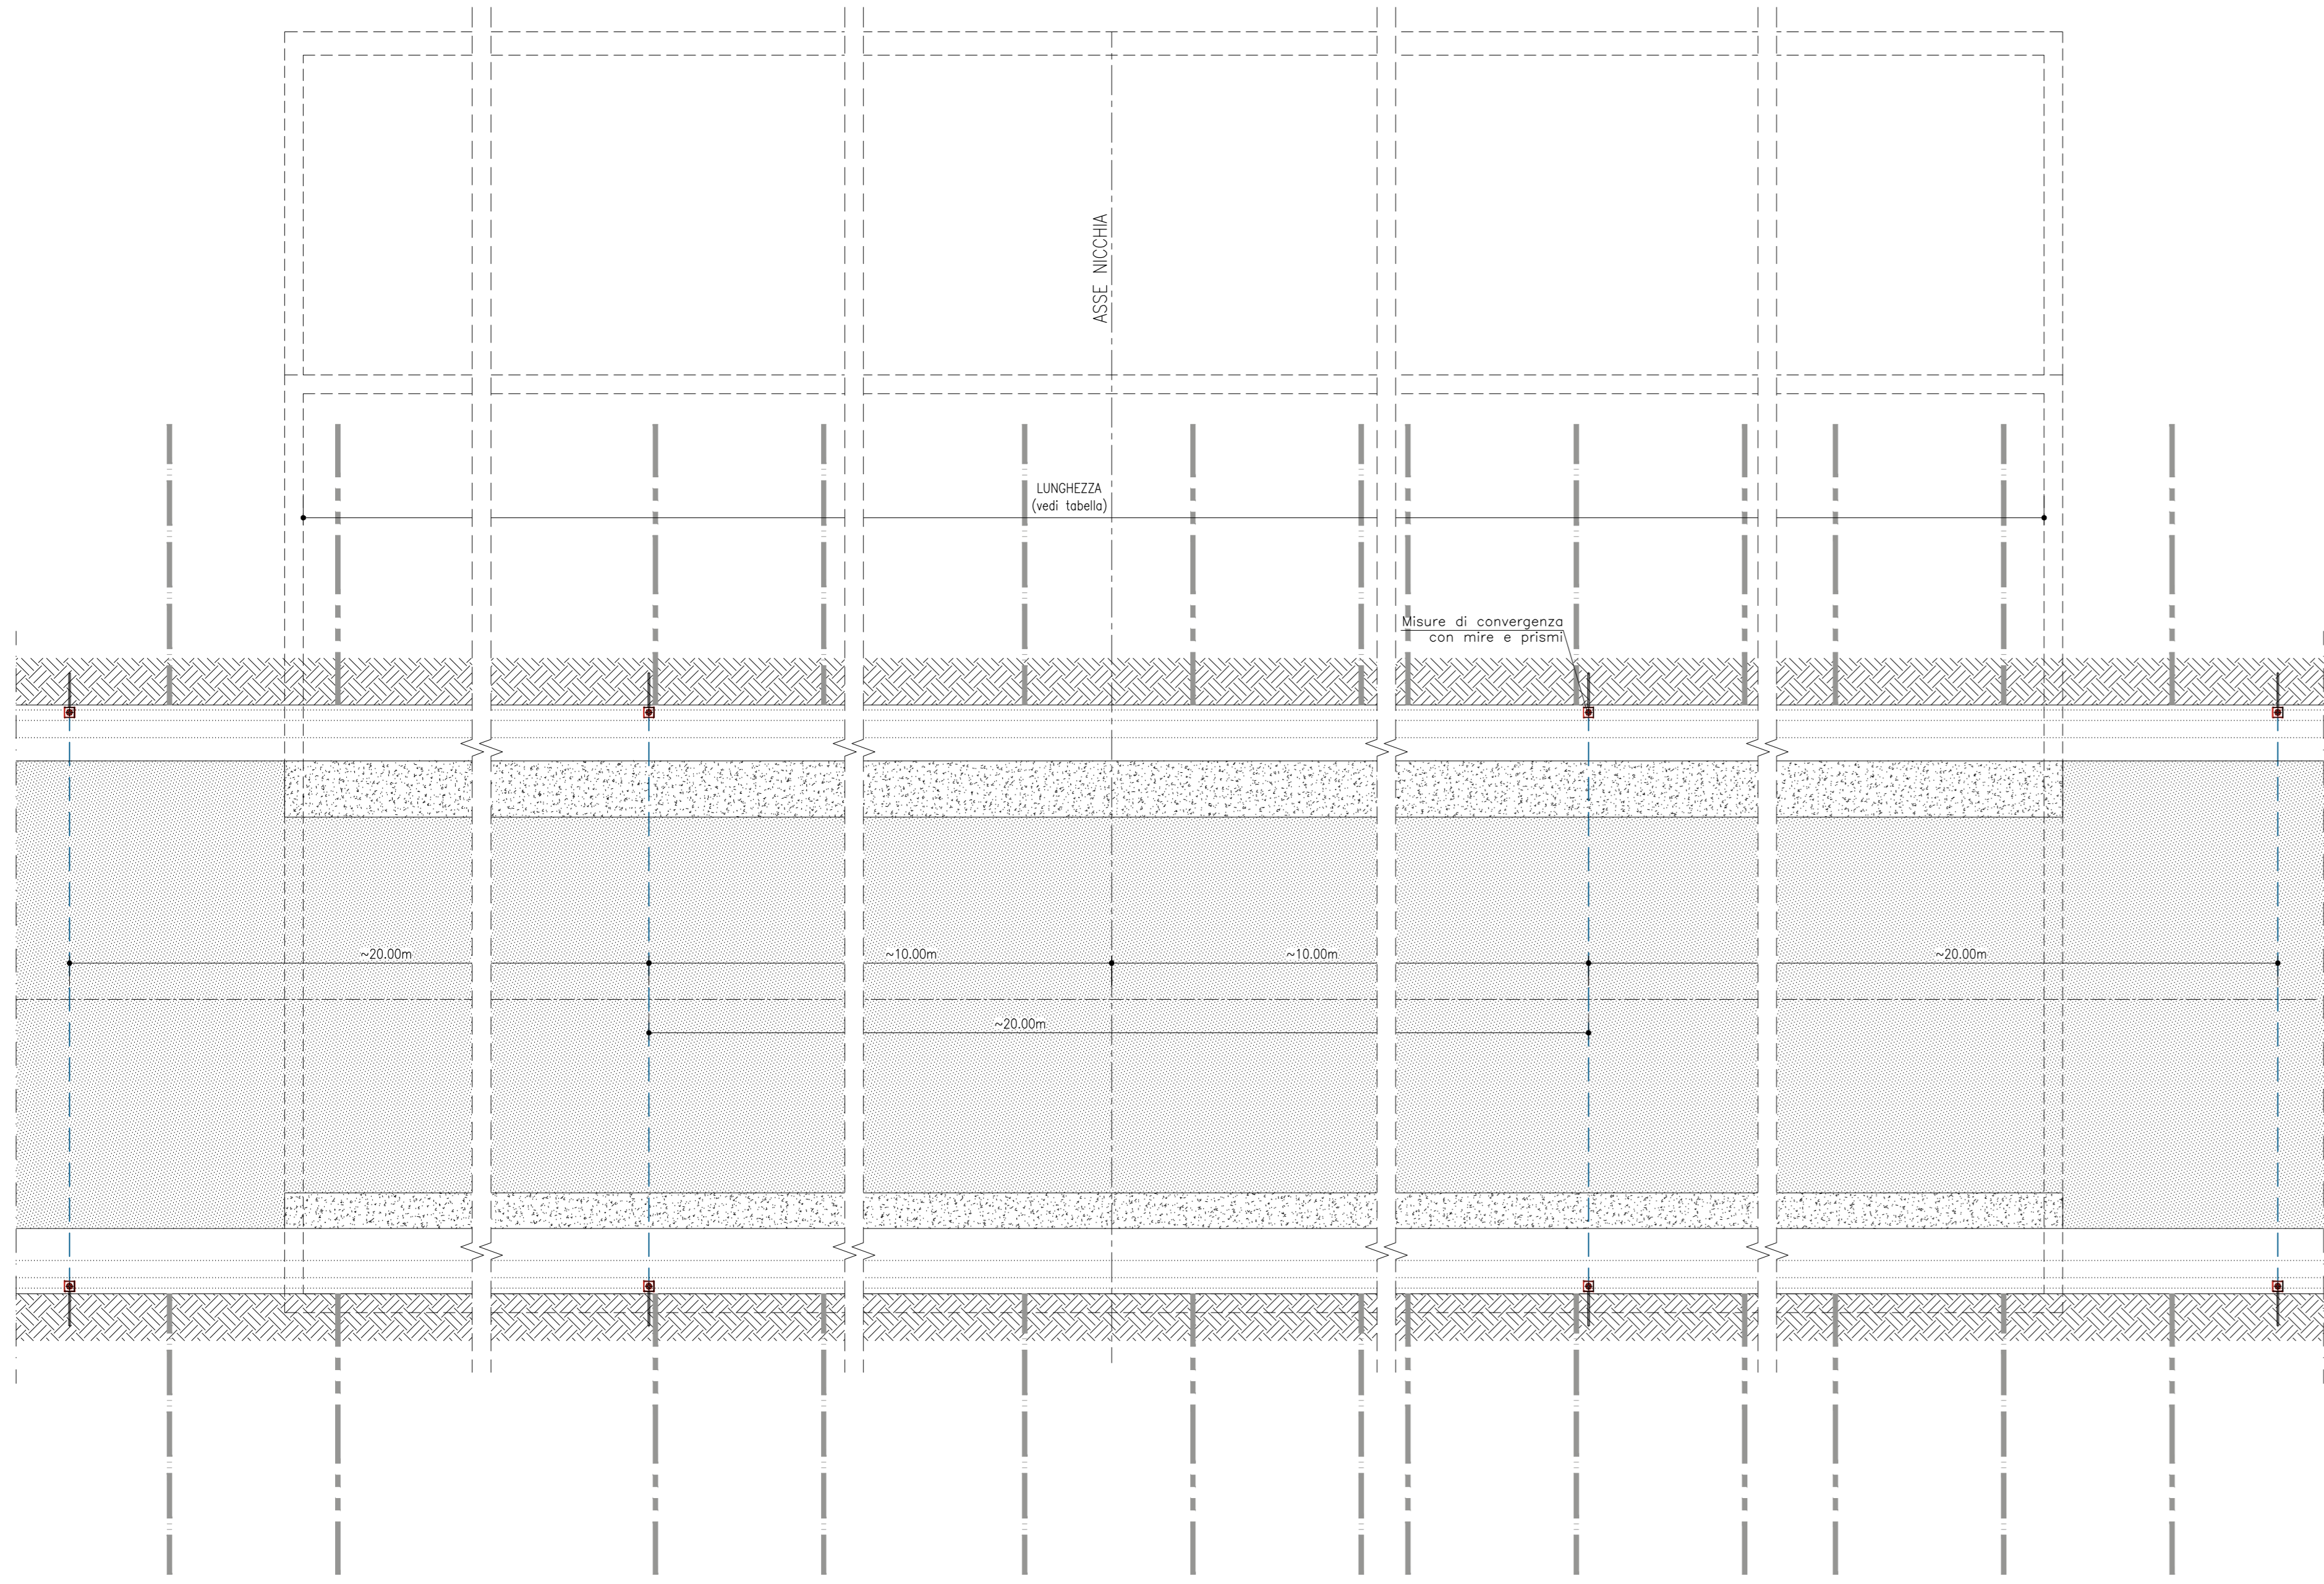 ASSE NICCHIA
LUNGHEZZA
(vedi tabella)
Misure di convergenza
con mire e prismi
~20.00m
~10.00m
~10.00m
~20.00m
~20.00m